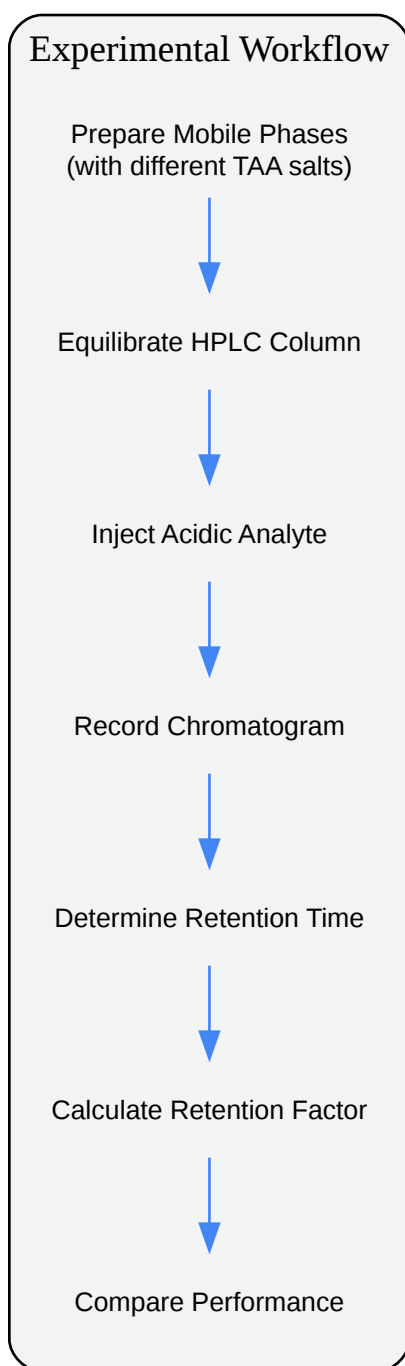 Experimental Workflow
Prepare Mobile Phases
(with different TAA salts)
Equilibrate HPLC Column
Inject Acidic Analyte
Record Chromatogram
Determine Retention Time
Calculate Retention Factor
Compare Performance